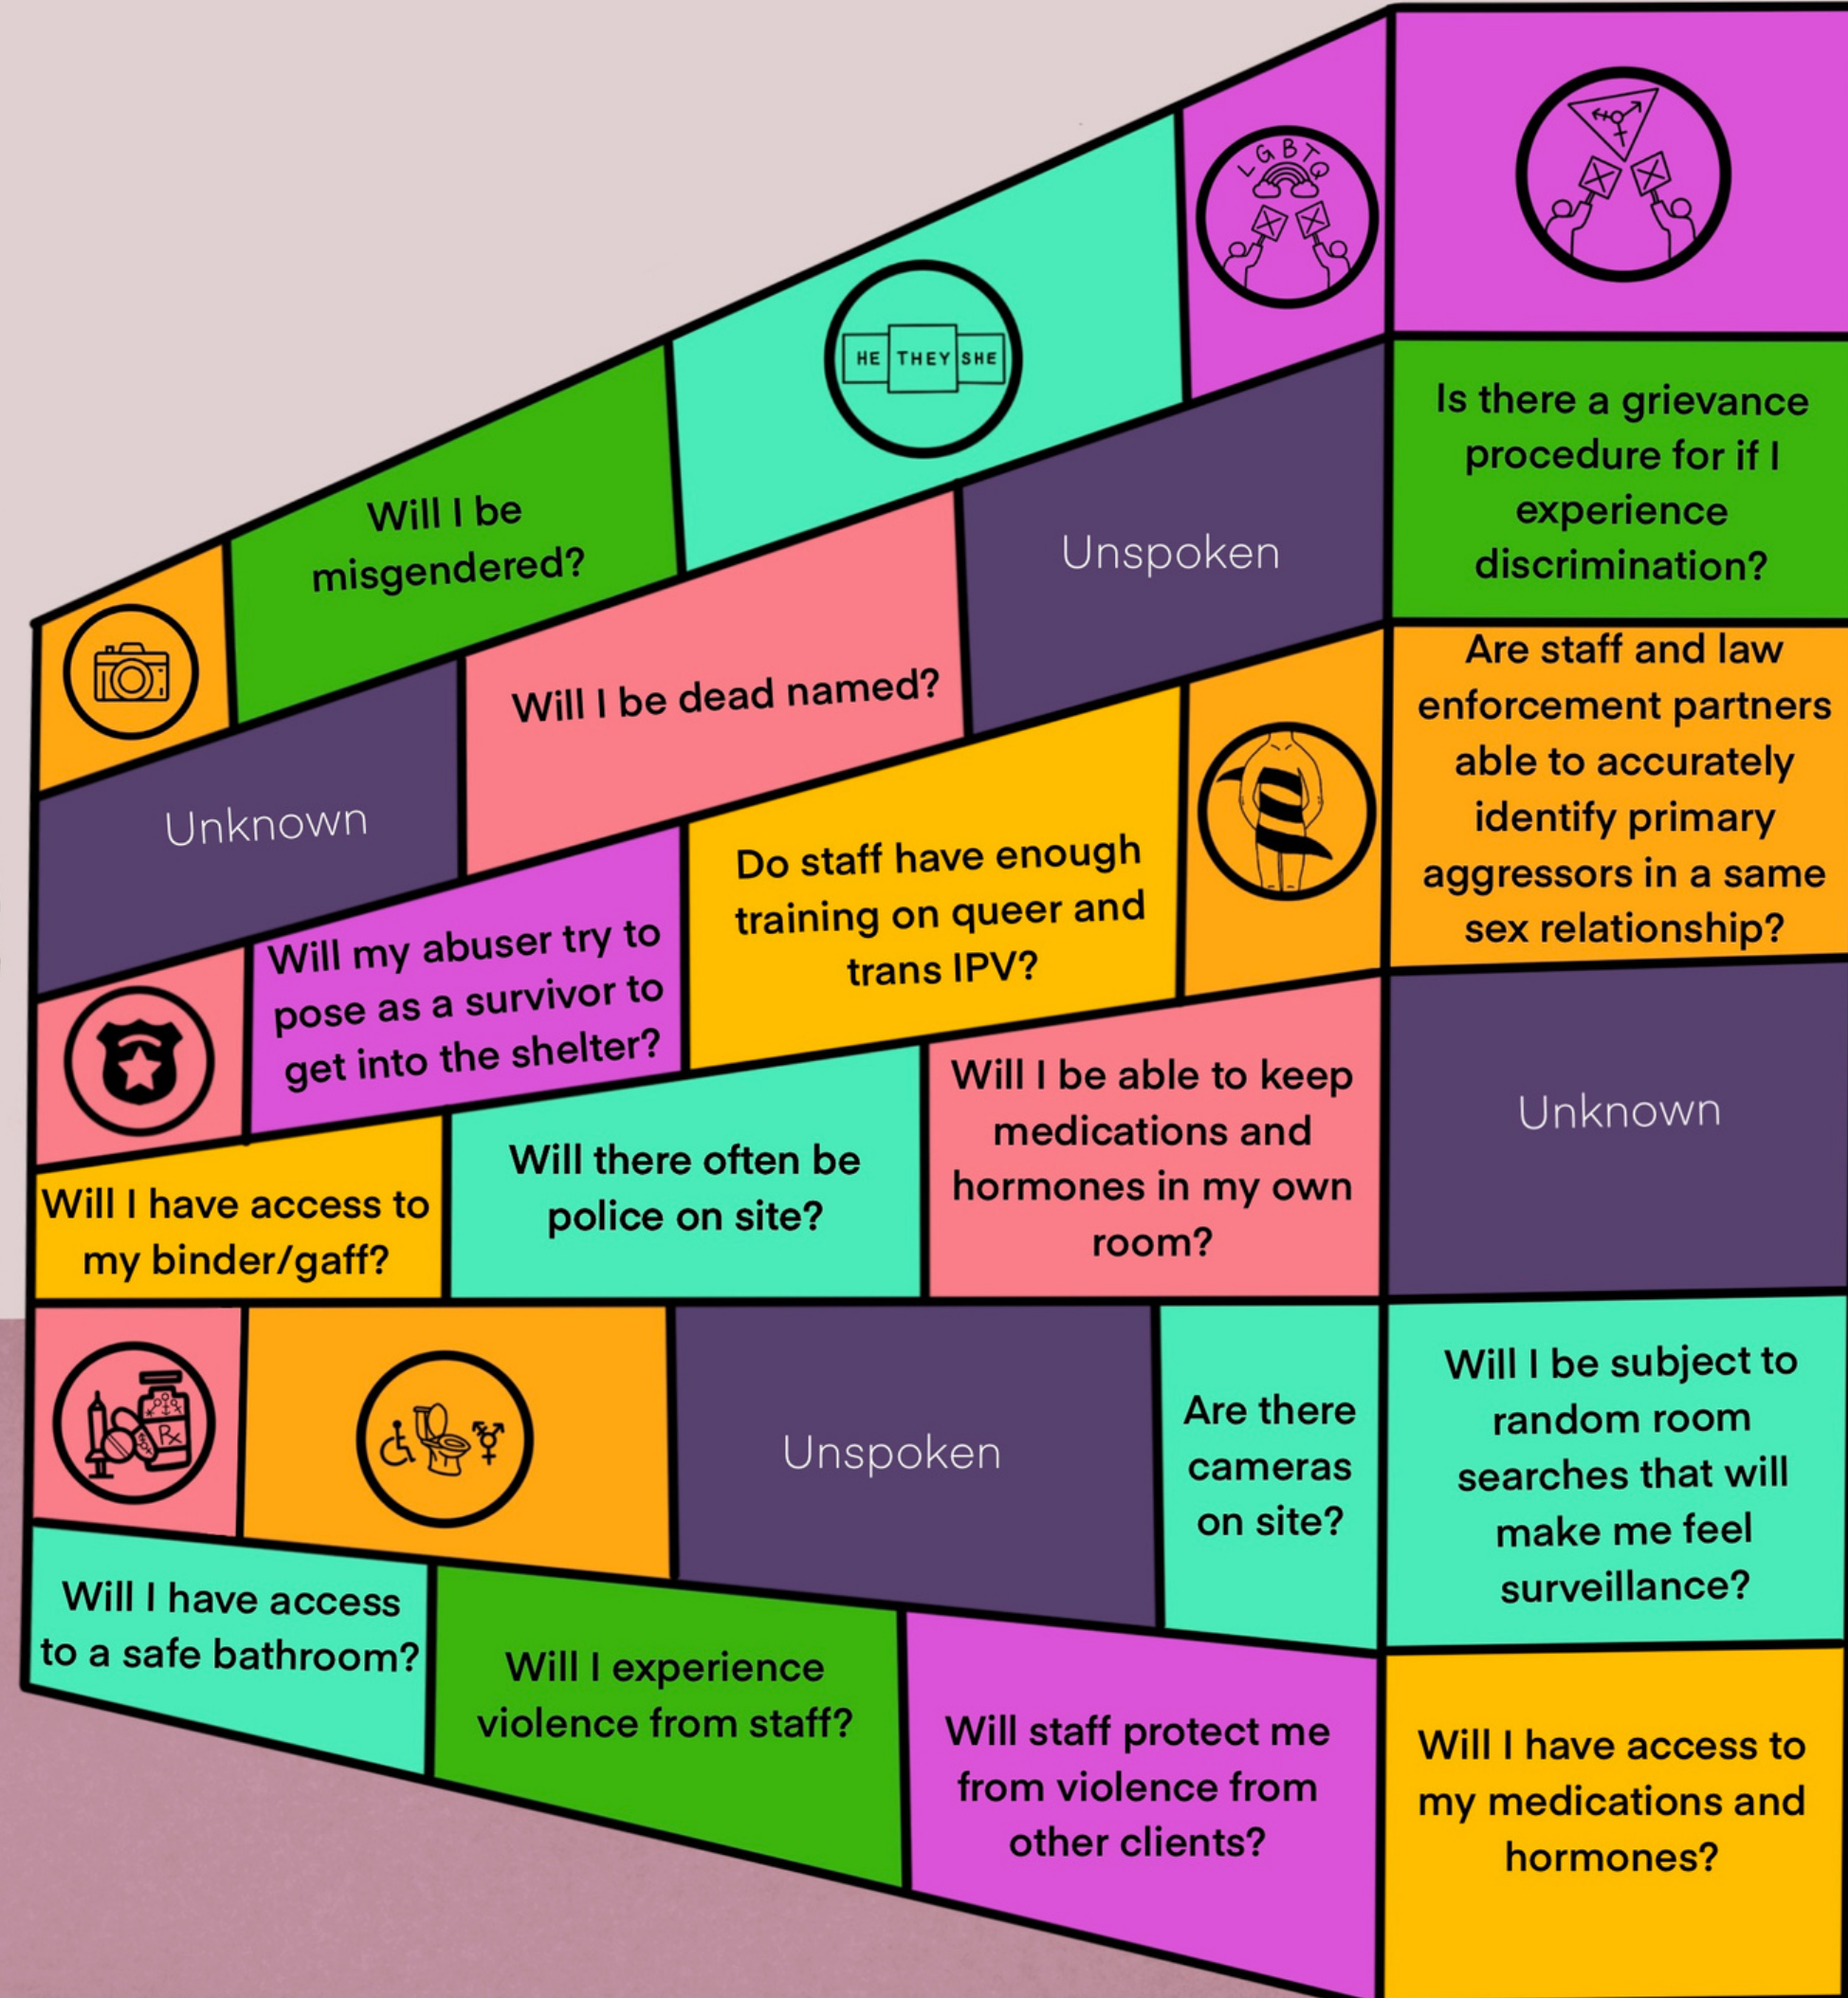 LGBTQ
HE THEY SHE
Will I be
misgendered?
Is there a grievance
procedure for if I
experience
discrimination?
Unspoken
Will I be dead named?
Unknown
Are staff and law
enforcement partners
able to accurately
identify primary
aggressors in a same
sex relationship?
Do staff have enough
training on queer and
trans IPV?
Will my abuser try to
pose as a survivor to
get into the shelter?
Will I have access to
my binder/gaff?
Will there often be
police on site?
Will I be able to keep
medications and
hormones in my own
room?
Unknown
Rx
Unspoken
Are there
cameras
on site?
Will I be subject to
random room
searches that will
make me feel
surveillance?
Will I have access
to a safe bathroom?
Will I experience
violence from staff?
Will staff protect me
from violence from
other clients?
Will I have access to
my medications and
hormones?